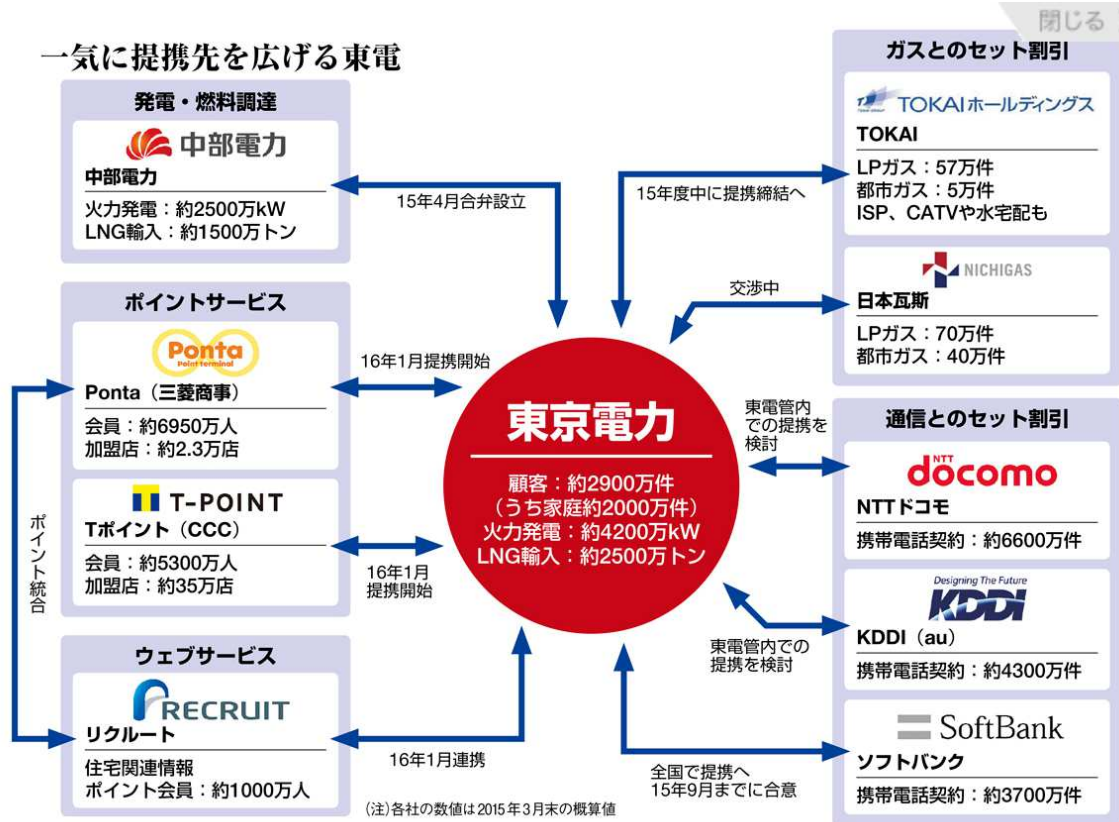 閉じる
一気に提携先を広げる東電
発電・燃料調達
中部電力
中部電力
火力発電：約2500万kW
LNG輸入：約1500万トン
15年4月合弁設立
ポイントサービス
Ponta
Point terminal
Ponta（三菱商事）
会員：約6950万人
加盟店：約2.3万店
16年1月提携開始
T-POINT
Tポイント（CCC）
会員：約5300万人
加盟店：約35万店
16年1月
提携開始
ポイント統合
ウェブサービス
RECRUIT
リクルート
住宅関連情報
ポイント会員：約1000万人
16年1月連携
東京電力
顧客：約2900万件
（うち家庭約2000万件）
火力発電：約4200万kW
LNG輸入：約2500万トン
ガスとのセット割引
TOKAIホールディングス
TOKAI
LPガス：57万件
都市ガス：5万件
ISP、CATVや水宅配も
15年度中に提携締結へ
NICHIGAS
日本瓦斯
LPガス：70万件
都市ガス：40万件
交渉中
通信とのセット割引
NTT
döcomo
NTTドコモ
携帯電話契約：約6600万件
東電管内
での提携を
検討
Designing The Future
KDDI
KDDI（au）
携帯電話契約：約4300万件
東電管内での
提携を検討
SoftBank
ソフトバンク
携帯電話契約：約3700万件
全国で提携へ
15年9月までに合意
(注)各社の数値は2015年3月末の概算値